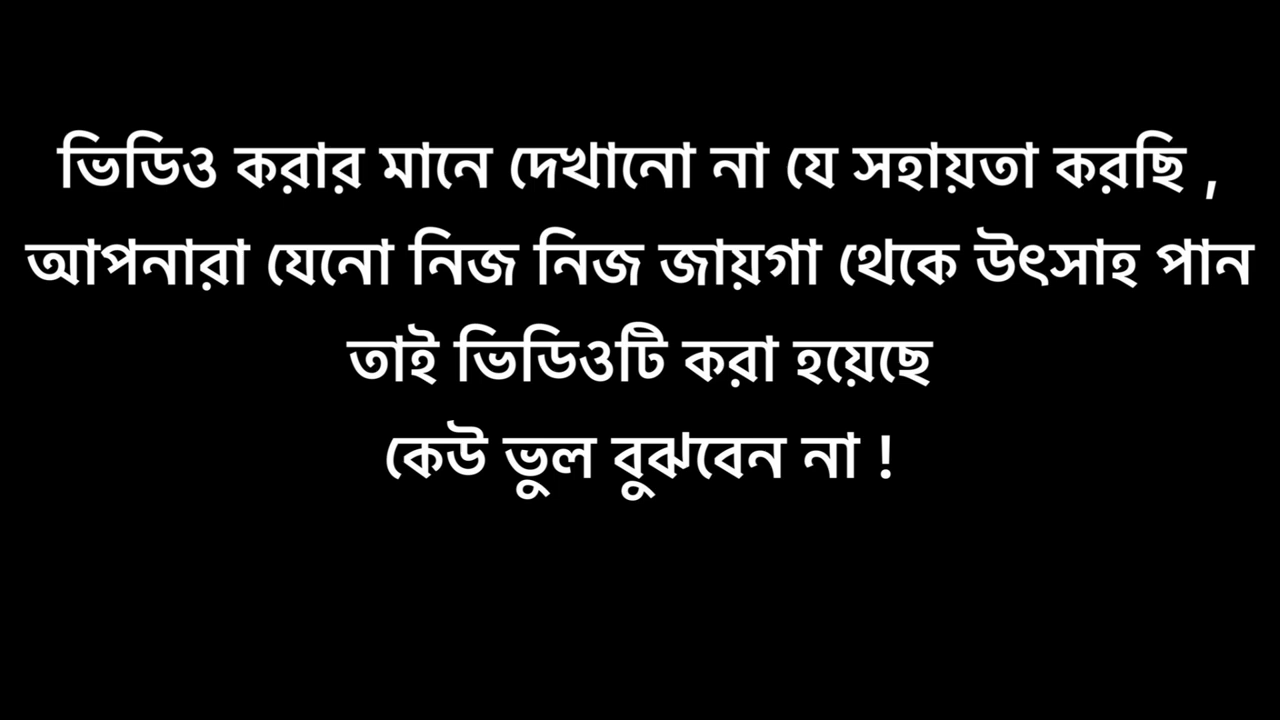 ভিডিও করার মানে দেখানো না যে সহায়তা করছি ,
আপনারা যেনো নিজ নিজ জায়গা থেকে উৎসাহ পান
তাই ভিডিওটি করা হয়েছে
কেউ ভুল বুঝবেন না !